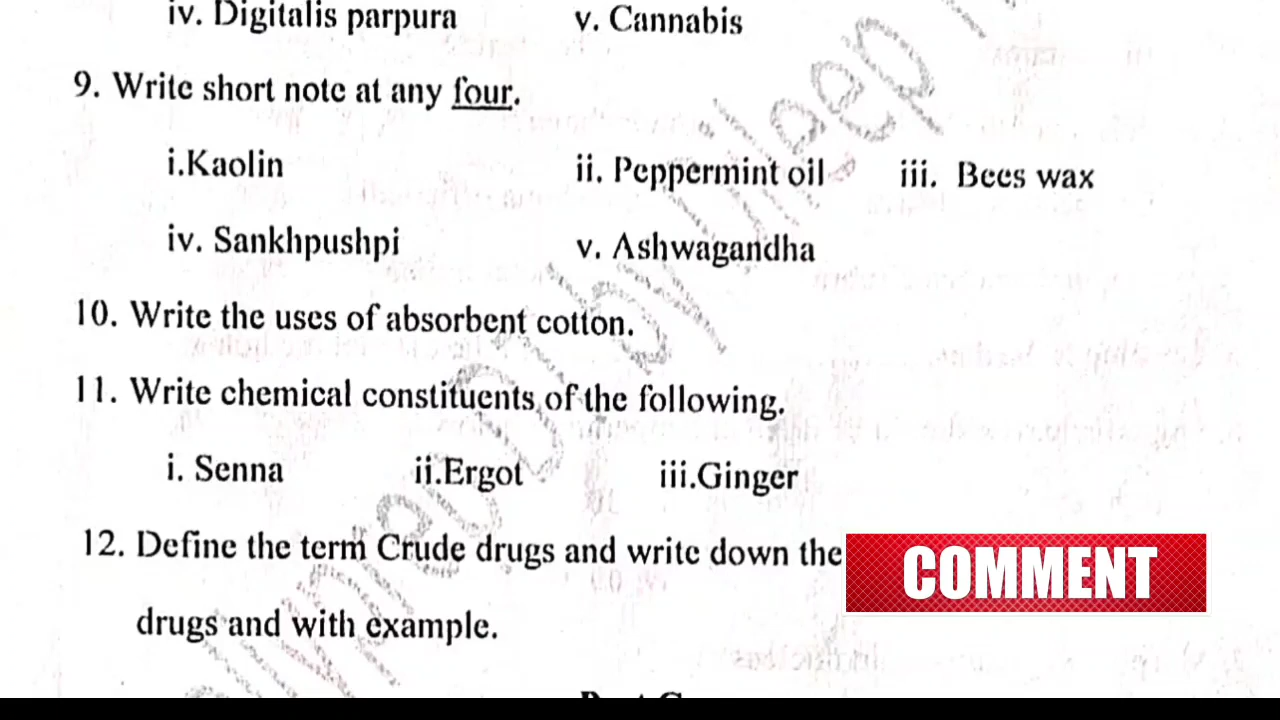 iv. Digitalis parpura v. Cannabis
9. Write short note at any four.
i.Kaolin ii. Peppermint oil iii. Bees wax
iv. Sankhpushpi v. Ashwagandha
10. Write the uses of absorbent cotton.
11. Write chemical constituents of the following.
i. Senna ii.Ergot iii.Ginger
12. Define the term Crude drugs and write down the
COMMENT
drugs and with example.